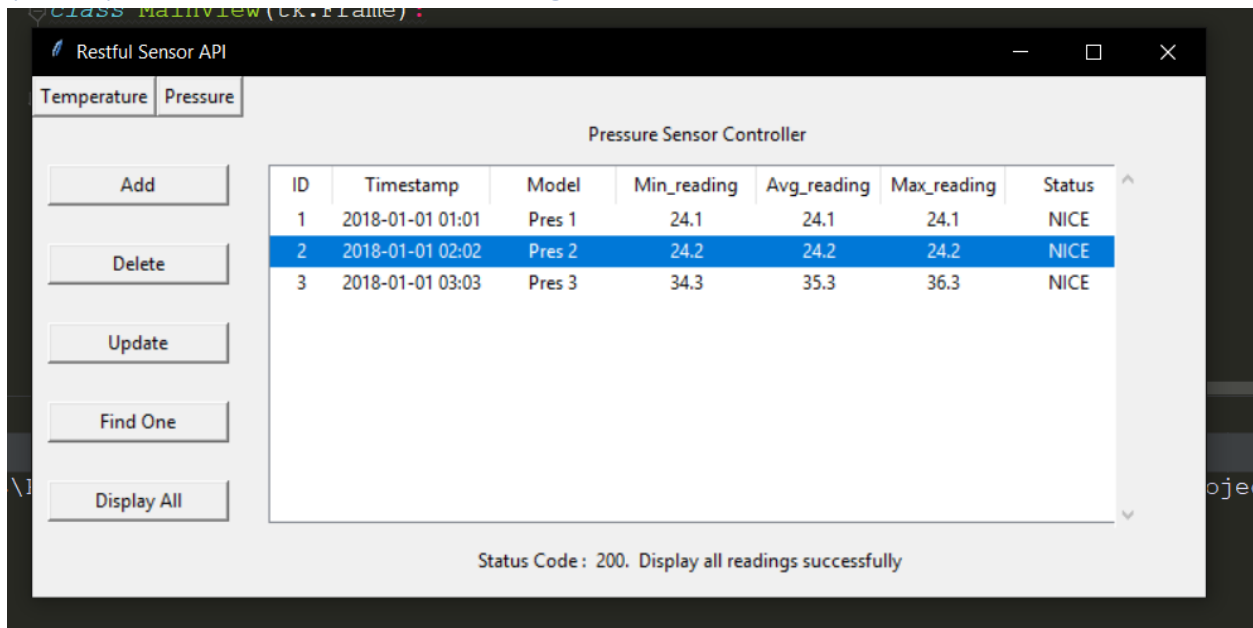 class MainView(tk.Frame):
Restful Sensor API
Temperature Pressure
Pressure Sensor Controller
Add
Delete
Update
Find One
Display All
ID Timestamp Model Min_reading Avg_reading Max_reading Status
1 2018-01-01 01:01 Pres 1 24.1 24.1 24.1 NICE
2 2018-01-01 02:02 Pres 2 24.2 24.2 24.2 NICE
3 2018-01-01 03:03 Pres 3 34.3 35.3 36.3 NICE
Status Code : 200. Display all readings successfully